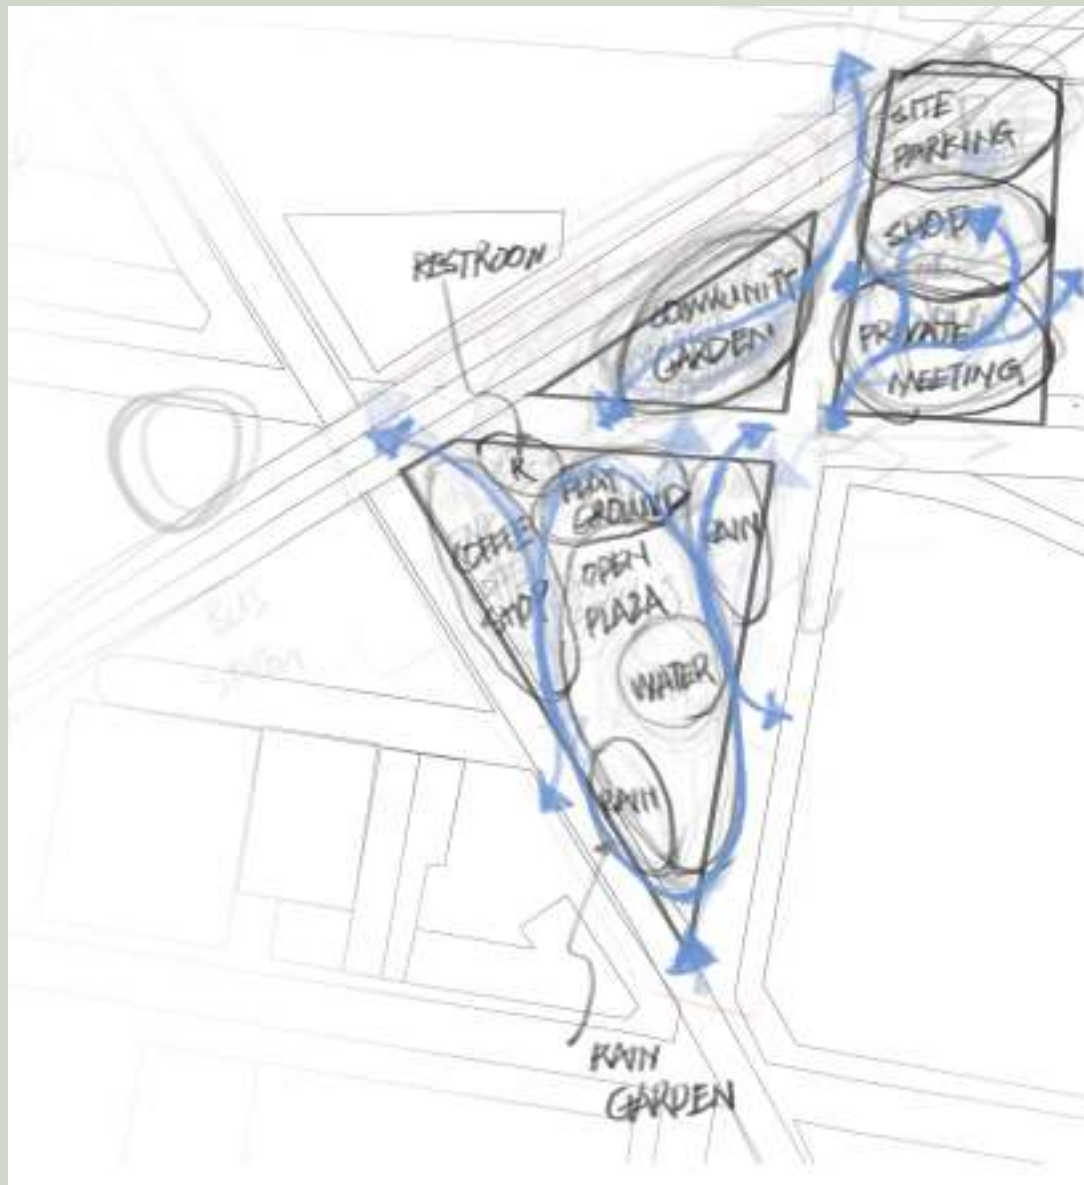 SITE
PARKING
SHOP
PRIVATE
MEETING
RESTROOM
COMMUNITY
GARDEN
R
PLAY
GROUND
COFFEE
SHOP
OPEN
PLAZA
RAIN
WATER
RAIN
RAIN
GARDEN